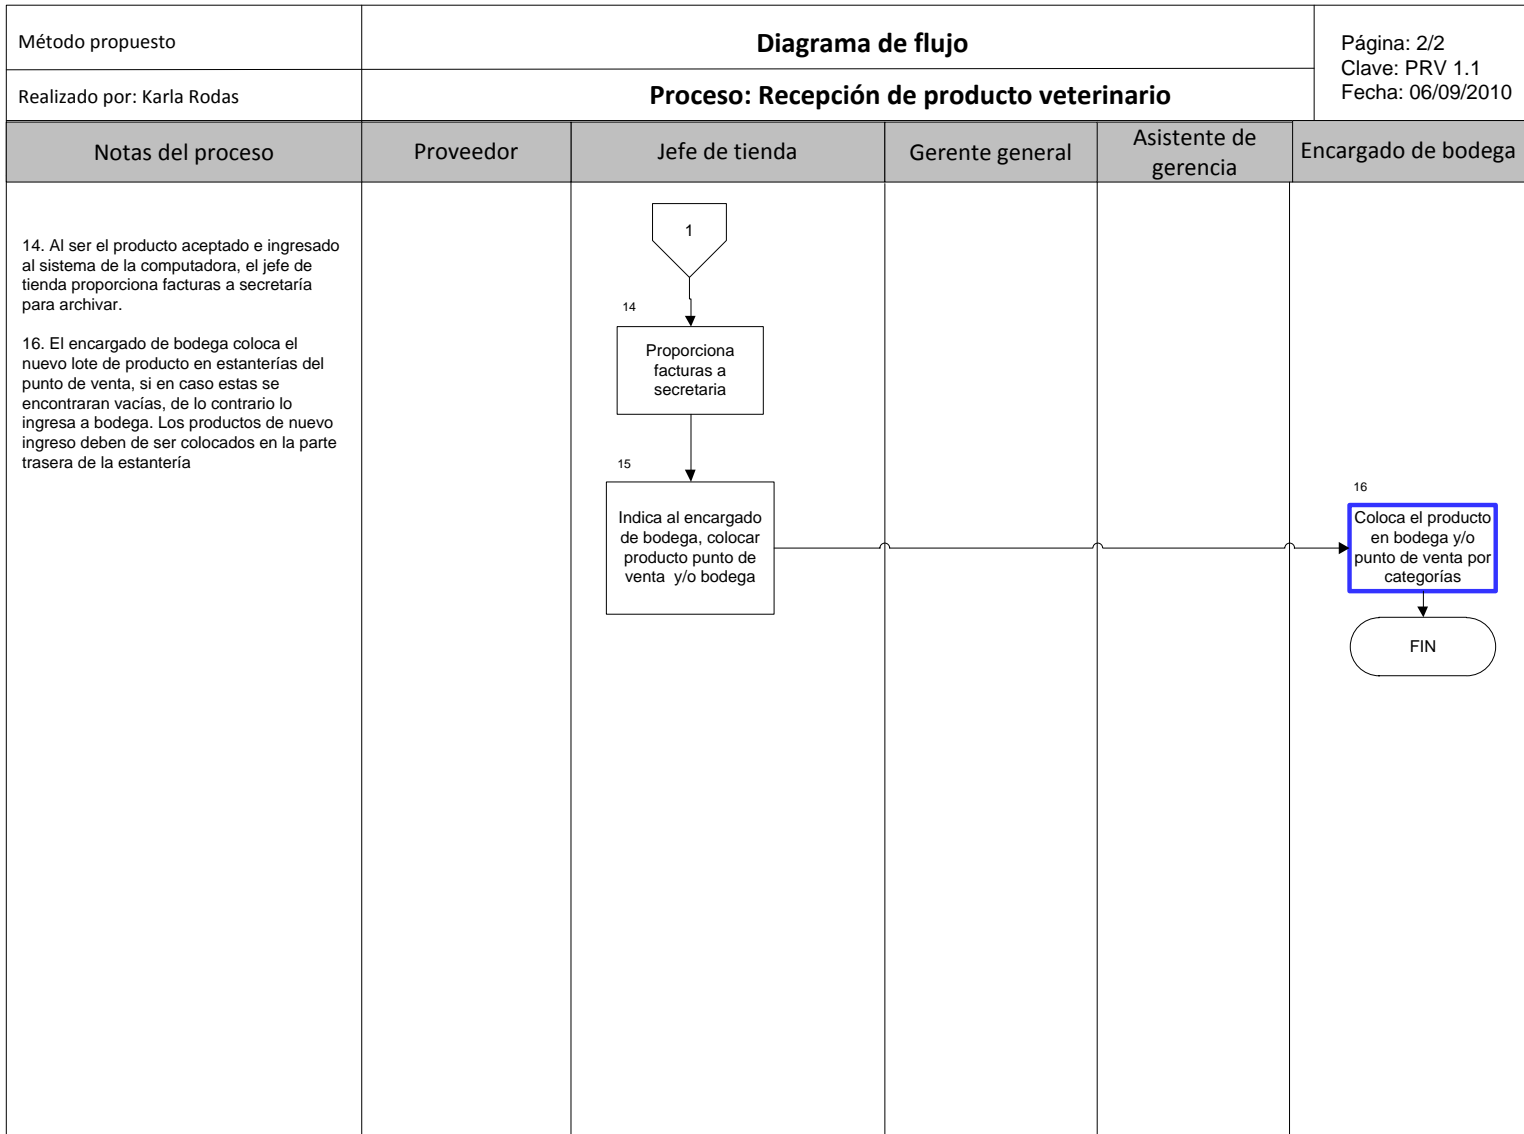 Método propuesto
Diagrama de flujo
Página: 2/2
Clave: PRV 1.1
Fecha: 06/09/2010
Realizado por: Karla Rodas
Proceso: Recepción de producto veterinario
Notas del proceso
Proveedor
Jefe de tienda
Gerente general
Asistente de
gerencia
Encargado de bodega
14. Al ser el producto aceptado e ingresado
al sistema de la computadora, el jefe de
tienda proporciona facturas a secretaría
para archivar.
16. El encargado de bodega coloca el
nuevo lote de producto en estanterías del
punto de venta, si en caso estas se
encontraran vacías, de lo contrario lo
ingresa a bodega. Los productos de nuevo
ingreso deben de ser colocados en la parte
trasera de la estantería
1
14
Proporciona
facturas a
secretaria
15
Indica al encargado
de bodega, colocar
producto punto de
venta  y/o bodega
16
Coloca el producto
en bodega y/o
punto de venta por
categorías
FIN